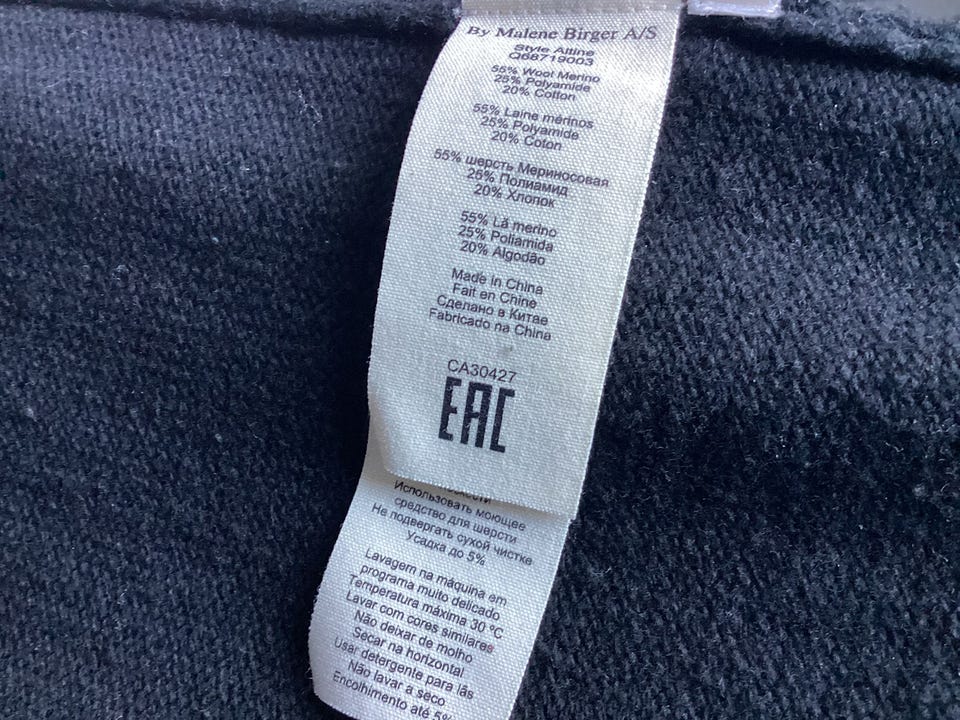 By Malene Birger A/S
Style Altine
Q68719003
55% Wool Merino
25% Polyamide
20% Cotton
55% Laine mérinos
25% Polyamide
20% Coton
55% шерсть Мериносовая
25% Полиамид
20% Хлопок
55% Lã merino
25% Poliamida
20% Algodão
Made in China
Fait en Chine
Сделано в Китае
Fabricado na China
CA30427
EAC
Использовать моющее
средство для шерсти
Не подвергать сухой чистке
Усадка до 5%
Lavagem na máquina em
programa muito delicado
Temperatura máxima 30 ºC
Lavar com cores similares
Não deixar de molho
Secar na horizontal
Usar detergente para lãs
Não lavar a seco
Encolhimento até 5%